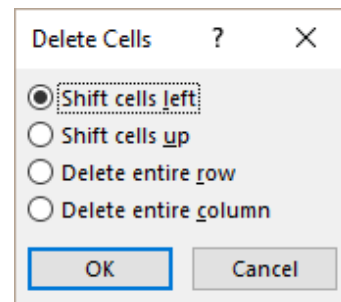 Delete Cells ? ×
Shift cells left
Shift cells up
Delete entire row
Delete entire column
OK Cancel